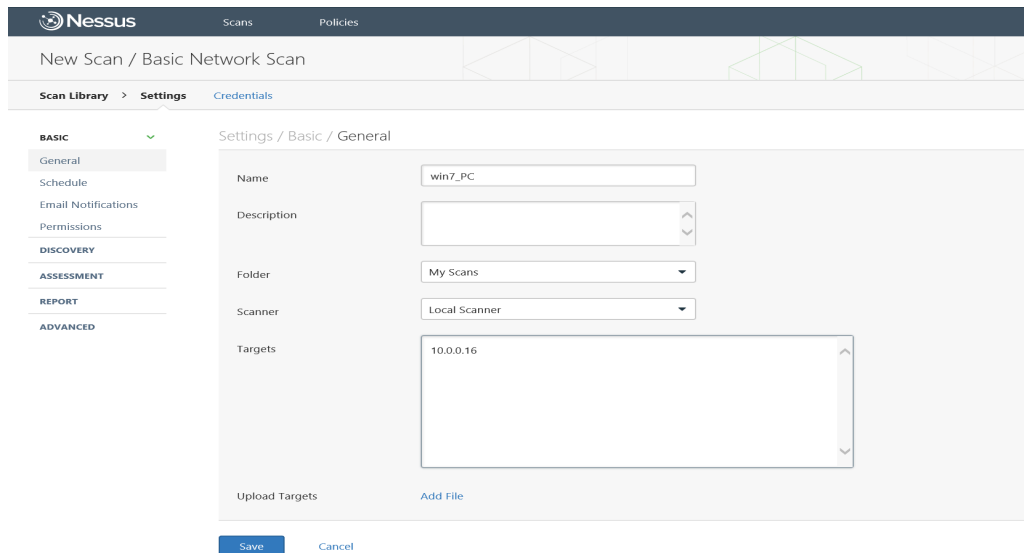 Nessus Scans Policies
New Scan / Basic Network Scan
Scan Library > Settings Credentials
BASIC
General
Schedule
Email Notifications
Permissions
DISCOVERY
ASSESSMENT
REPORT
ADVANCED
Settings / Basic / General
Name win7_PC
Description
Folder My Scans
Scanner Local Scanner
Targets 10.0.0.16
Upload Targets Add File
Save Cancel